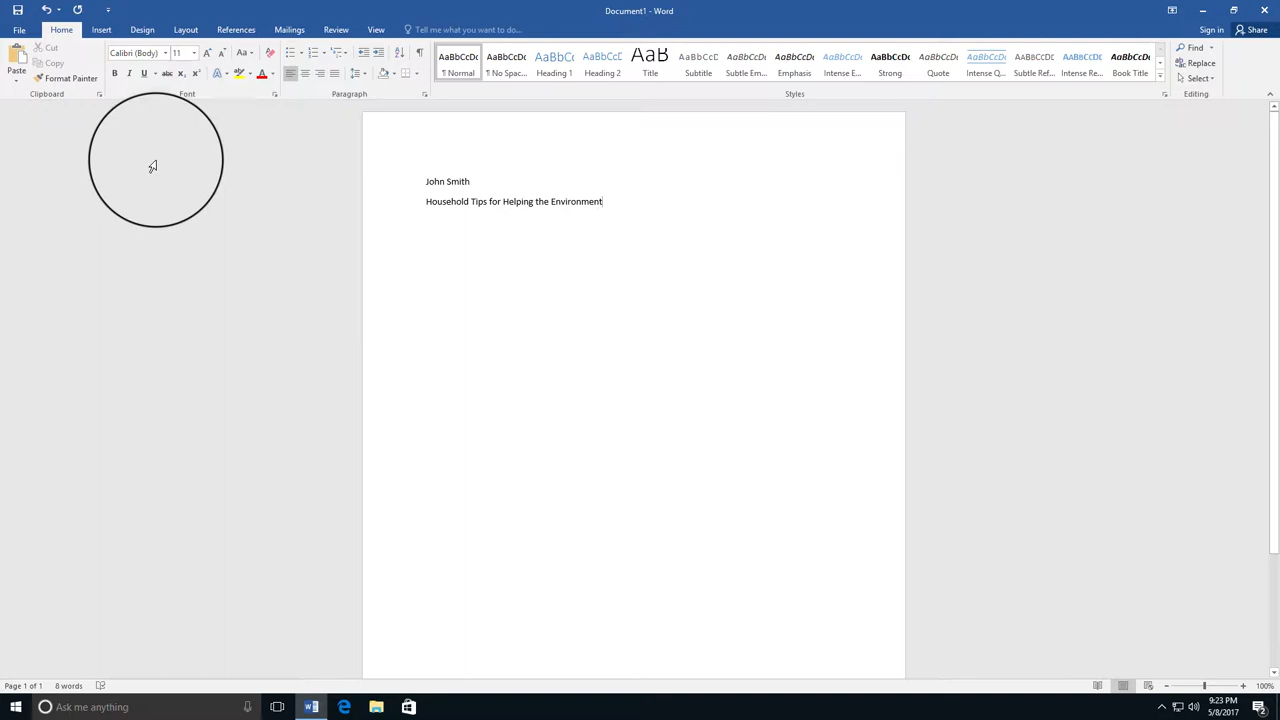 Document1 - Word
File Home Insert Design Layout References Mailings Review View Tell me what you want to do... Sign in Share
Paste Cut Copy Format Painter
Clipboard
Calibri (Body) 11
Font
Paragraph
AaBbCcDc AaBbCcDc AaBbCc AaBbCcD AaB AaBbCcD AaBbCcDc AaBbCcDc AaBbCcDc AaBbCcDc AaBbCcDc AaBbCcDc AaBbCcDc AaBbCcDc AaBbCcDc
¶ Normal ¶ No Spac... Heading 1 Heading 2 Title Subtitle Subtle Em... Emphasis Intense E... Strong Quote Intense Q... Subtle Ref... Intense Re... Book Title
Styles
Find
Replace
Select
Editing
John Smith
Household Tips for Helping the Environment
Page 1 of 1 8 words 100%
Ask me anything
9:23 PM
5/8/2017